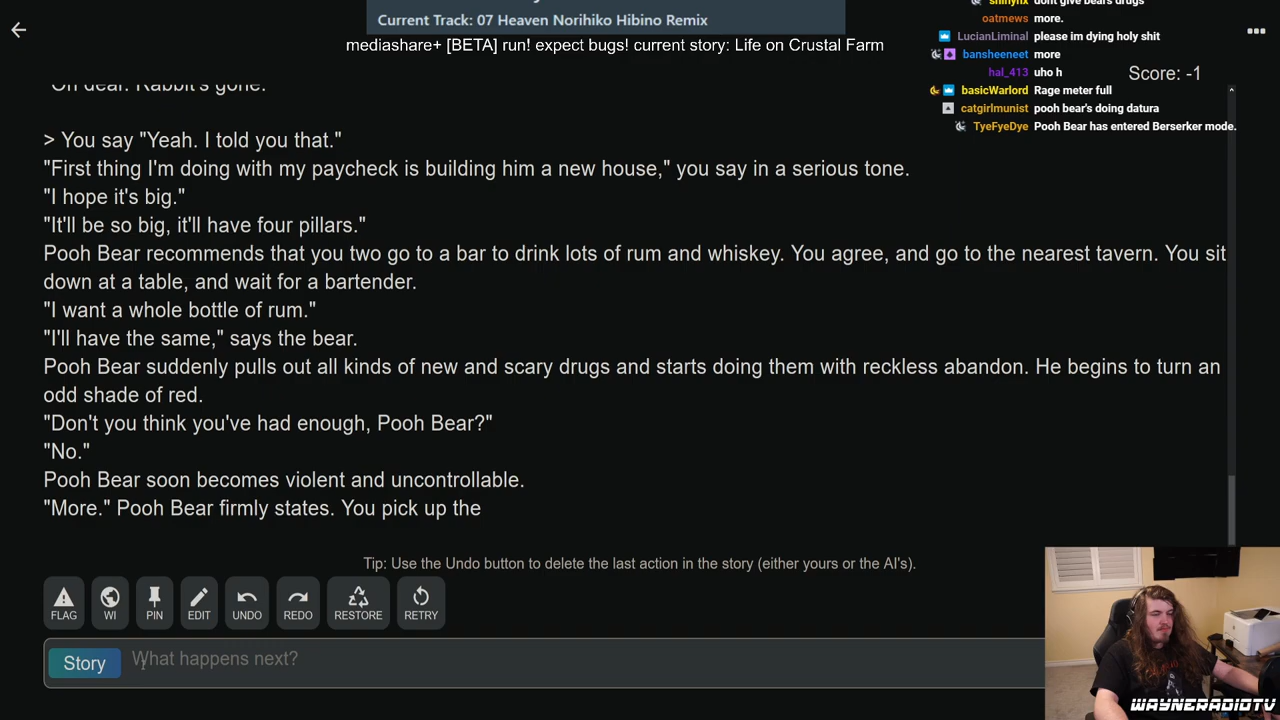 Current Track: 07 Heaven Norihiko Hibino Remix
mediashare+ [BETA] run! expect bugs! current story: Life on Crustal Farm
shinyNX dont give bears drugs
oatmews more.
LucianLiminal please im dying holy shit
bansheeneet more
hal_413 uho h
Score: -1
basicWarlord Rage meter full
catgirlmunist pooh bear's doing datura
TyeFyeDye Pooh Bear has entered Berserker mode.
"Oh dear. Rabbit's gone."
> You say "Yeah. I told you that."
"First thing I'm doing with my paycheck is building him a new house," you say in a serious tone.
"I hope it's big."
"It'll be so big, it'll have four pillars."
Pooh Bear recommends that you two go to a bar to drink lots of rum and whiskey. You agree, and go to the nearest tavern. You sit
down at a table, and wait for a bartender.
"I want a whole bottle of rum."
"I'll have the same," says the bear.
Pooh Bear suddenly pulls out all kinds of new and scary drugs and starts doing them with reckless abandon. He begins to turn an
odd shade of red.
"Don't you think you've had enough, Pooh Bear?"
"No."
Pooh Bear soon becomes violent and uncontrollable.
"More." Pooh Bear firmly states. You pick up the
Tip: Use the Undo button to delete the last action in the story (either yours or the AI's).
FLAG WI PIN EDIT UNDO REDO RESTORE RETRY
Story What happens next?
WAYNERADIOTV